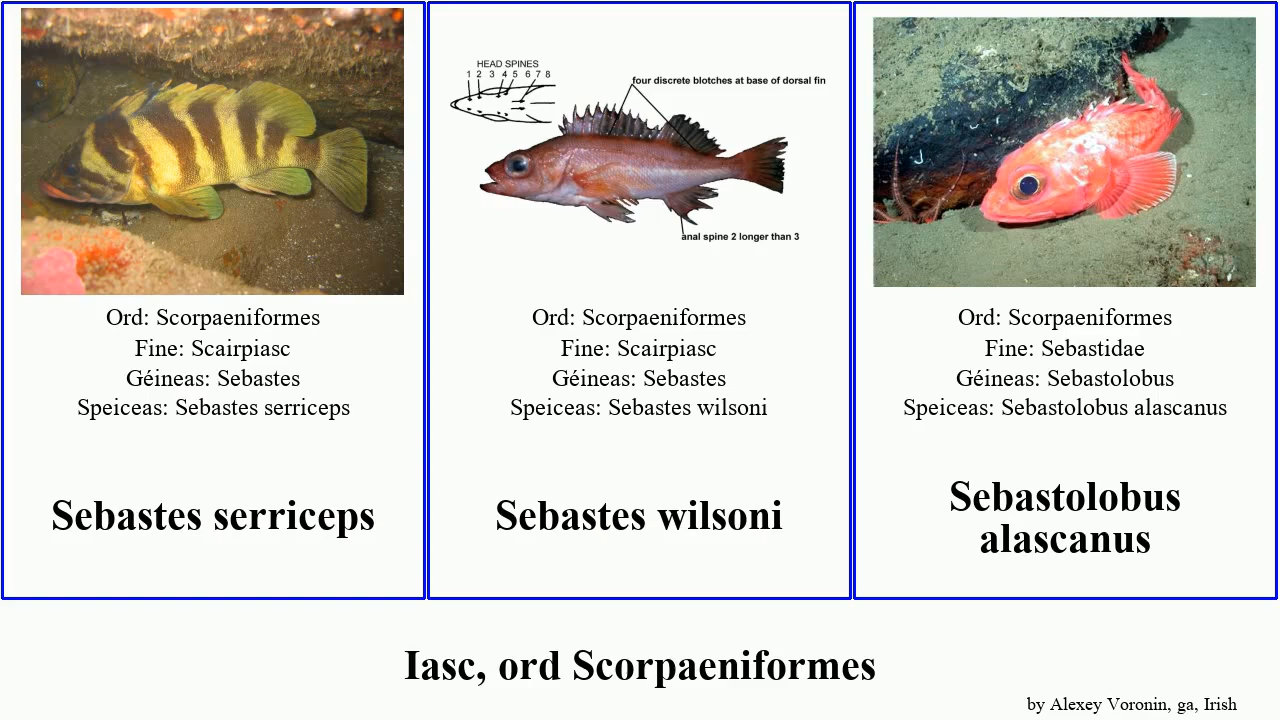 HEAD SPINES
1 2 3 4 5 6 7 8
four discrete blotches at base of dorsal fin
anal spine 2 longer than 3
Ord: Scorpaeniformes
Fine: Scairpiasc
Géineas: Sebastes
Speiceas: Sebastes serriceps
Sebastes serriceps
Ord: Scorpaeniformes
Fine: Scairpiasc
Géineas: Sebastes
Speiceas: Sebastes wilsoni
Sebastes wilsoni
Ord: Scorpaeniformes
Fine: Sebastidae
Géineas: Sebastolobus
Speiceas: Sebastolobus alascanus
Sebastolobus
alascanus
Iasc, ord Scorpaeniformes
by Alexey Voronin, ga, Irish